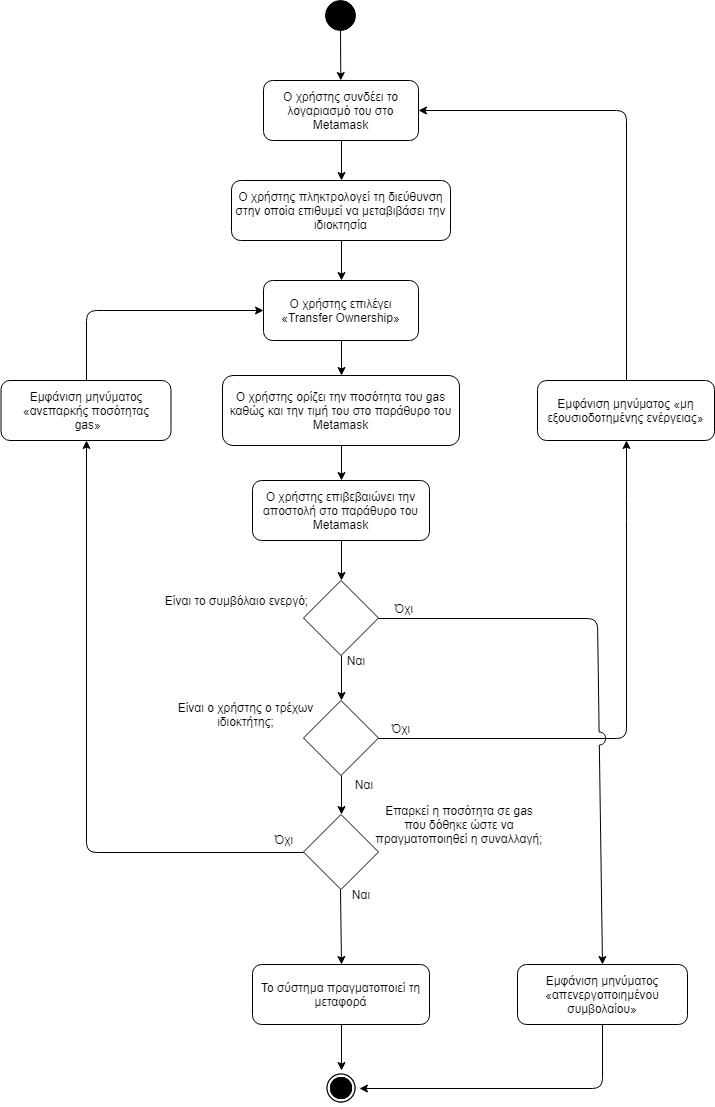 Ο χρήστης συνδέει το
λογαριασμό του στο
Metamask
Ο χρήστης πληκτρολογεί τη διεύθυνση
στην οποία επιθυμεί να μεταβιβάσει την
ιδιοκτησία
Ο χρήστης επιλέγει
«Transfer Ownership»
Ο χρήστης ορίζει την ποσότητα του gas
καθώς και την τιμή του στο παράθυρο του
Metamask
Εμφάνιση μηνύματος
«ανεπαρκής ποσότητας
gas»
Εμφάνιση μηνύματος «μη
εξουσιοδοτημένης ενέργειας»
Ο χρήστης επιβεβαιώνει την
αποστολή στο παράθυρο του
Metamask
Είναι το συμβόλαιο ενεργό;
Όχι
Ναι
Είναι ο χρήστης ο τρέχων
ιδιοκτήτης;
Όχι
Ναι
Επαρκεί η ποσότητα σε gas
που δόθηκε ώστε να
πραγματοποιηθεί η συναλλαγή;
Όχι
Ναι
Το σύστημα πραγματοποιεί τη
μεταφορά
Εμφάνιση μηνύματος
«απενεργοποιημένου
συμβολαίου»